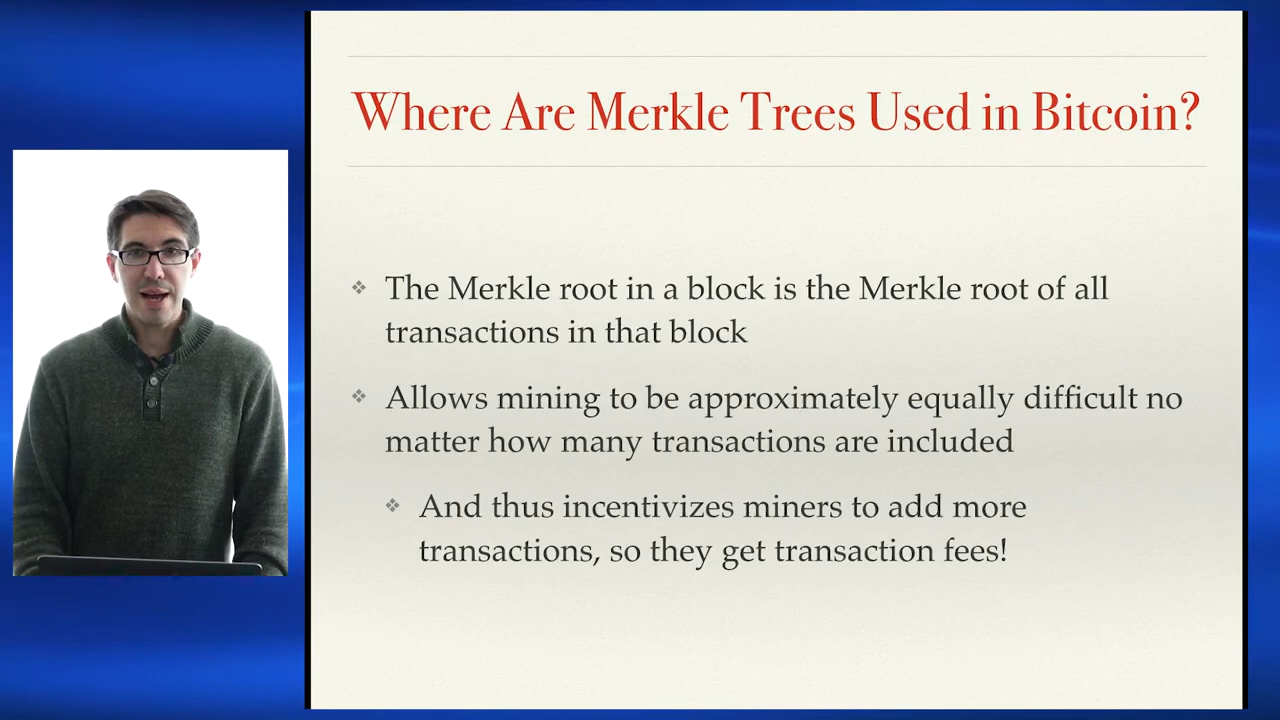 Where Are Merkle Trees Used in Bitcoin?
The Merkle root in a block is the Merkle root of all
transactions in that block
Allows mining to be approximately equally difficult no
matter how many transactions are included
And thus incentivizes miners to add more
transactions, so they get transaction fees!